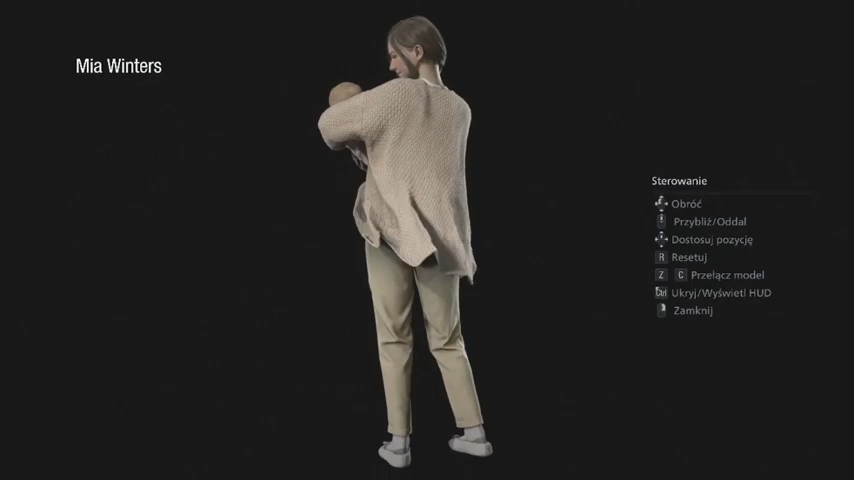 Mia Winters
Sterowanie
Obróć
Przybliż/Oddal
Dostosuj pozycję
R Resetuj
Z C Przełącz model
Ctrl Ukryj/Wyświetl HUD
Zamknij